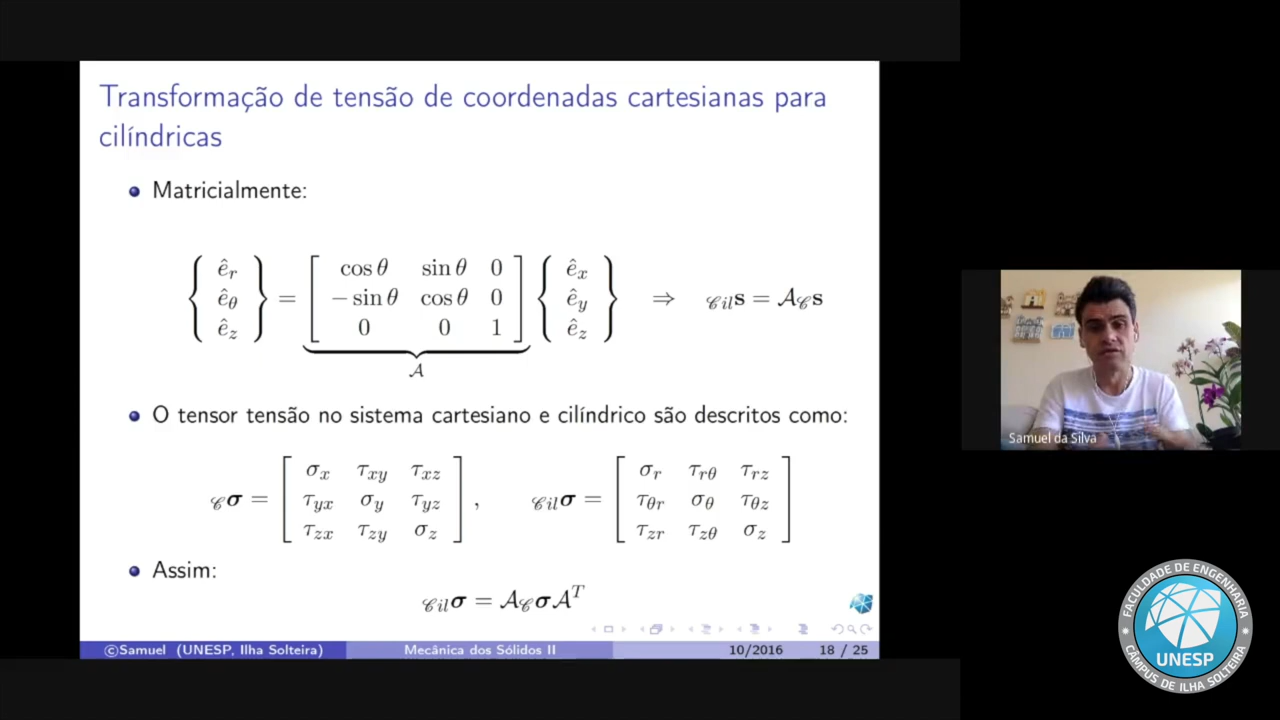 Transformação de tensão de coordenadas cartesianas para
cilíndricas
Matricialmente:
{ ê_r ê_θ ê_z } = [ cos θ sin θ 0 ; − sin θ cos θ 0 ; 0 0 1 ] { ê_x ê_y ê_z } ⇒ 𝒞il s = 𝒜 𝒞 s
𝒜
O tensor tensão no sistema cartesiano e cilíndrico são descritos como:
𝒞 σ = [ σ_x τ_xy τ_xz ; τ_yx σ_y τ_yz ; τ_zx τ_zy σ_z ] , 𝒞il σ = [ σ_r τ_rθ τ_rz ; τ_θr σ_θ τ_θz ; τ_zr τ_zθ σ_z ]
Assim:
𝒞il σ = 𝒜 𝒞 σ 𝒜^T
©Samuel (UNESP, Ilha Solteira) Mecânica dos Sólidos II 10/2016 18 / 25
Samuel da Silva
FACULDADE DE ENGENHARIA
UNESP
CÂMPUS DE ILHA SOLTEIRA